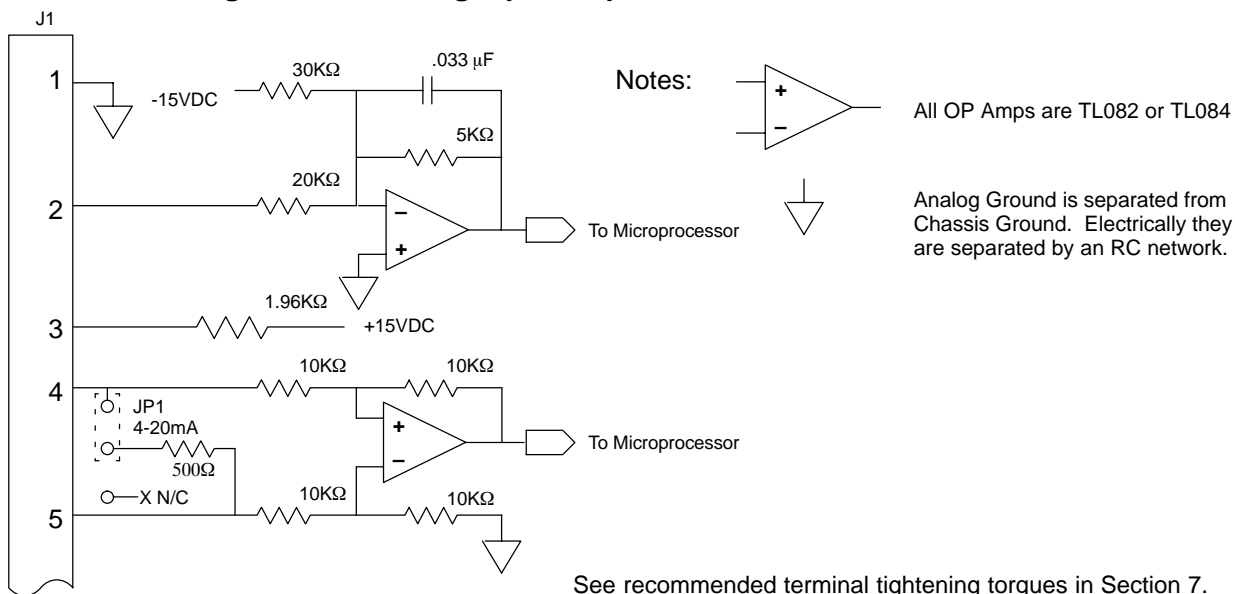 J1
1
-15VDC
30KΩ
.033 μF
5KΩ
2
20KΩ
−
+
To Microprocessor
Notes:
+
−
All OP Amps are TL082 or TL084
Analog Ground is separated from
Chassis Ground. Electrically they
are separated by an RC network.
3
1.96KΩ
+15VDC
4
10KΩ
10KΩ
JP1
4-20mA
500Ω
X N/C
+
−
To Microprocessor
5
10KΩ
10KΩ
See recommended terminal tightening torques in Section 7.